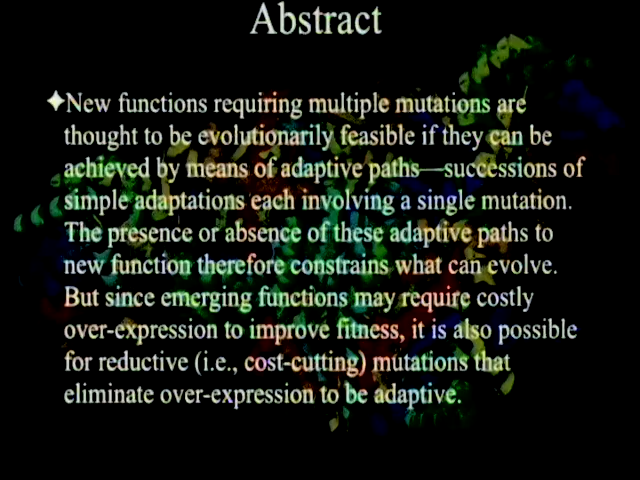 Abstract
✦New functions requiring multiple mutations are
thought to be evolutionarily feasible if they can be
achieved by means of adaptive paths—successions of
simple adaptations each involving a single mutation.
The presence or absence of these adaptive paths to
new function therefore constrains what can evolve.
But since emerging functions may require costly
over-expression to improve fitness, it is also possible
for reductive (i.e., cost-cutting) mutations that
eliminate over-expression to be adaptive.